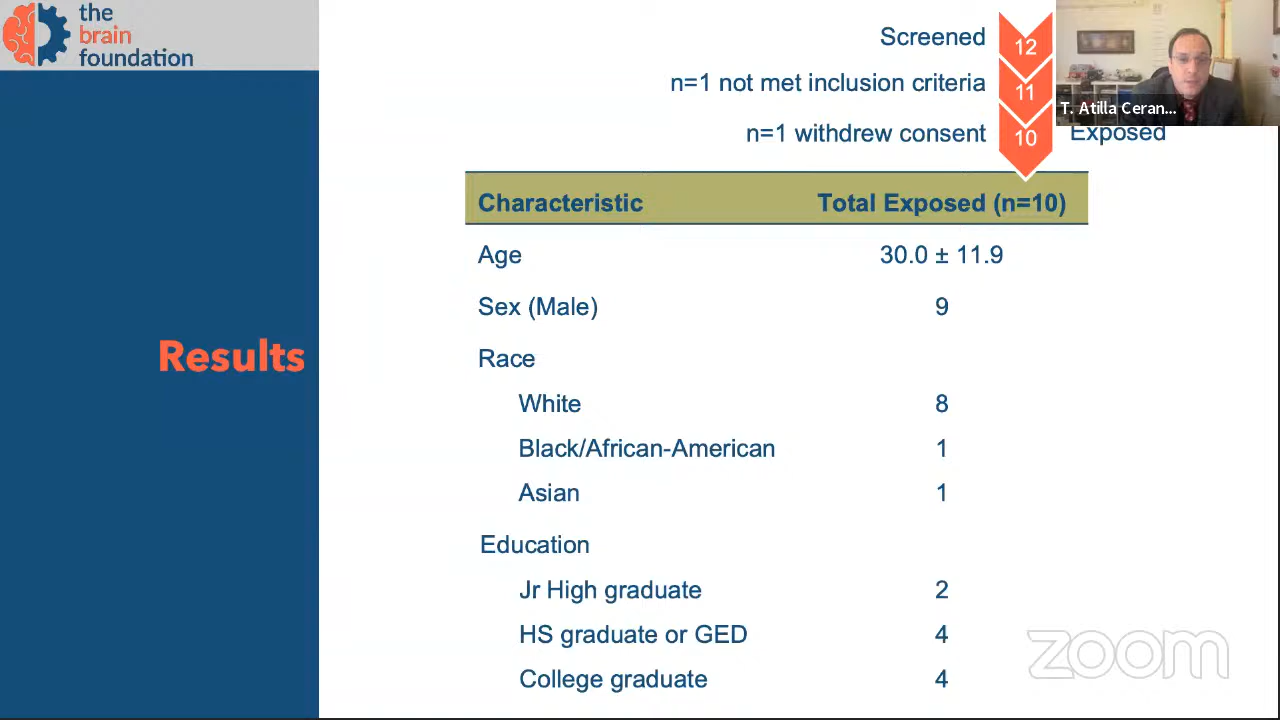 the
brain
foundation
Screened
12
n=1 not met inclusion criteria
11
n=1 withdrew consent
10
Exposed
T. Atilla Ceran...
Characteristic Total Exposed (n=10)
Age 30.0 ± 11.9
Sex (Male) 9
Results
Race
White 8
Black/African-American 1
Asian 1
Education
Jr High graduate 2
HS graduate or GED 4
College graduate 4
zoom